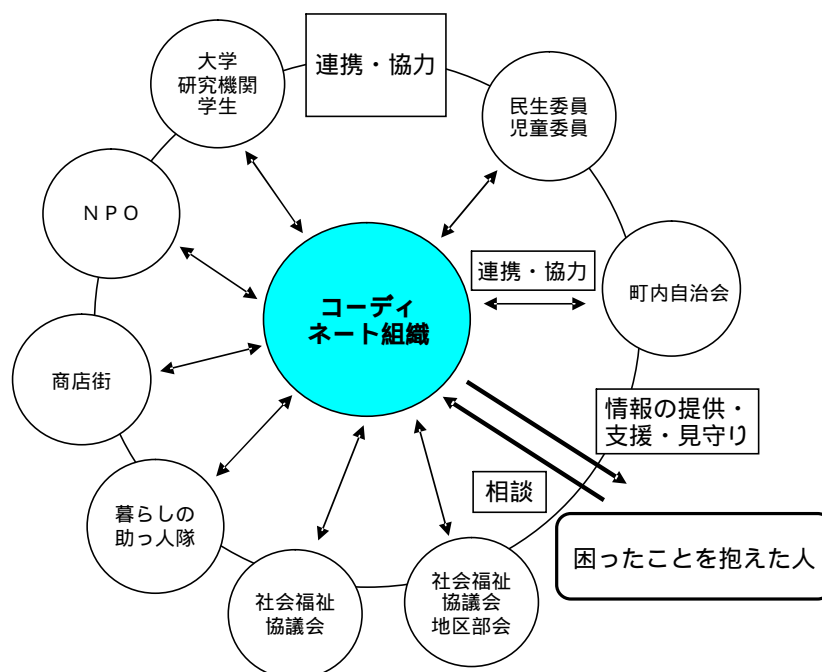 大学
研究機関
学生
連携・協力
民生委員
児童委員
ＮＰＯ
連携・協力
町内自治会
コーディ
ネート組織
商店街
情報の提供・
支援・見守り
相談
暮らしの
助っ人隊
困ったことを抱えた人
社会福祉
協議会
社会福祉
協議会
地区部会